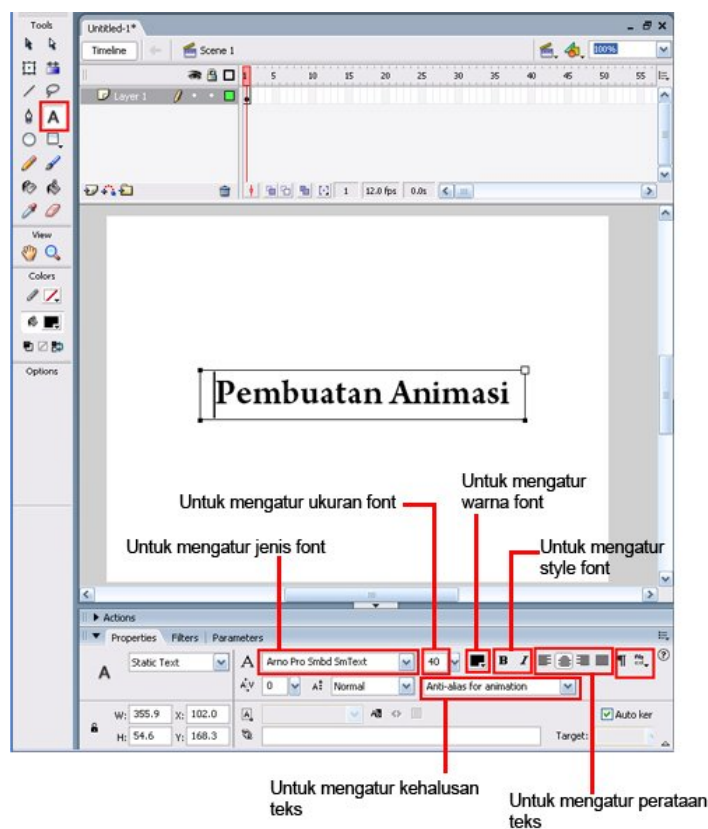 Tools
Untitled-1*
Timeline
Scene 1
100%
1 5 10 15 20 25 30 35 40 45 50 55
Layer 1
A
1 12.0 fps 0.0s
View
Colors
Options
Pembuatan Animasi
Untuk mengatur
warna font
Untuk mengatur ukuran font
Untuk mengatur jenis font
Untuk mengatur
style font
Actions
Properties Filters Parameters
A Static Text A Arno Pro Smbd SmText 40 B I
A/V 0 Normal Anti-alias for animation
W: 355.9 X: 102.0 Auto ker
H: 54.6 Y: 168.3 Target:
Untuk mengatur kehalusan
teks
Untuk mengatur perataan
teks